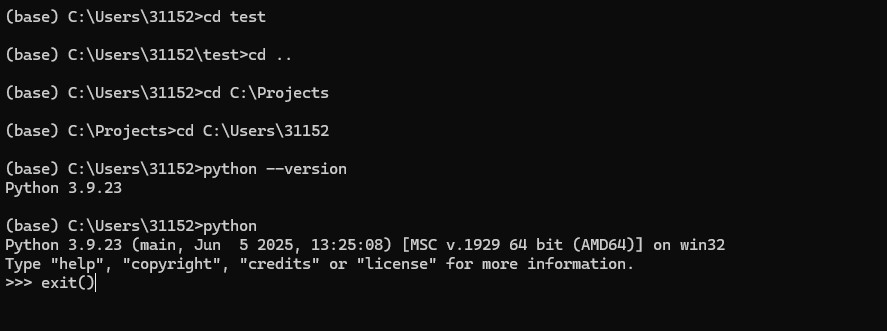 (base) C:\Users\31152>cd test
(base) C:\Users\31152\test>cd ..
(base) C:\Users\31152>cd C:\Projects
(base) C:\Projects>cd C:\Users\31152
(base) C:\Users\31152>python --version
Python 3.9.23
(base) C:\Users\31152>python
Python 3.9.23 (main, Jun  5 2025, 13:25:08) [MSC v.1929 64 bit (AMD64)] on win32
Type "help", "copyright", "credits" or "license" for more information.
>>> exit()